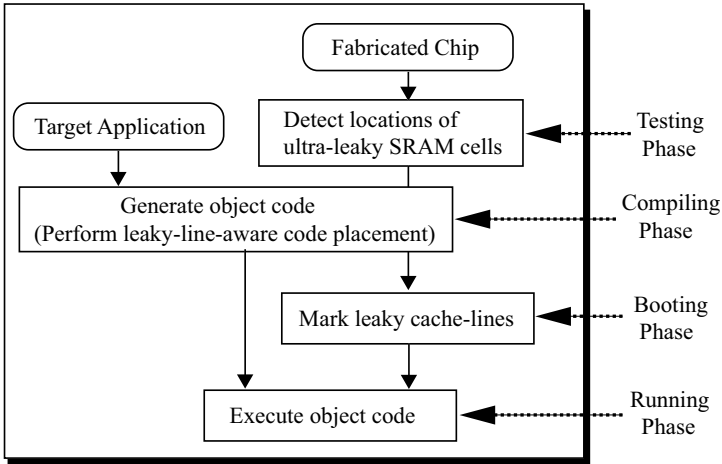 Fabricated Chip
Target Application
Detect locations of
ultra-leaky SRAM cells
Testing
Phase
Generate object code
(Perform leaky-line-aware code placement)
Compiling
Phase
Mark leaky cache-lines
Booting
Phase
Execute object code
Running
Phase